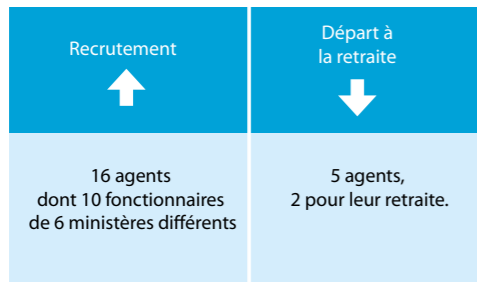 Recrutement
Départ à
la retraite
16 agents
dont 10 fonctionnaires
de 6 ministères différents
5 agents,
2 pour leur retraite.